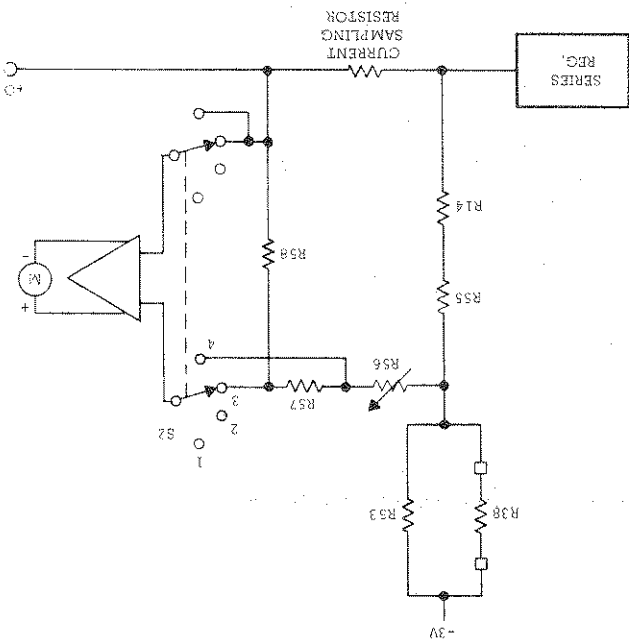 -3V
R38
R53
1
S2
2
3
R57
R56
4
R55
+
M
-
R58
R14
SERIES
REG.
CURRENT
SAMPLING
RESISTOR